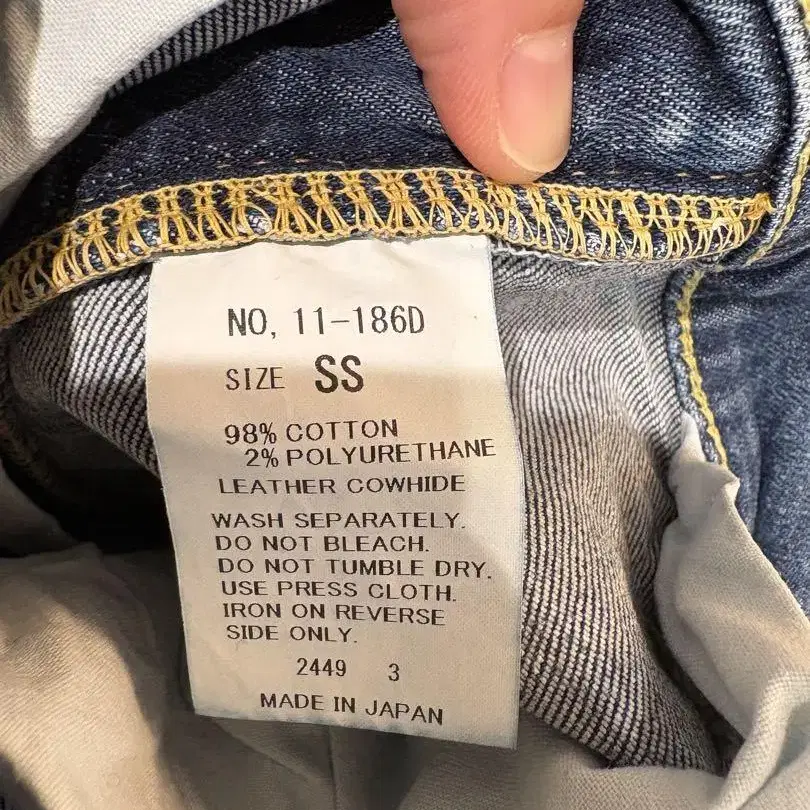 NO, 11-186D
SIZE SS
98% COTTON
2% POLYURETHANE
LEATHER COWHIDE
WASH SEPARATELY.
DO NOT BLEACH.
DO NOT TUMBLE DRY.
USE PRESS CLOTH.
IRON ON REVERSE
SIDE ONLY.
2449 3
MADE IN JAPAN